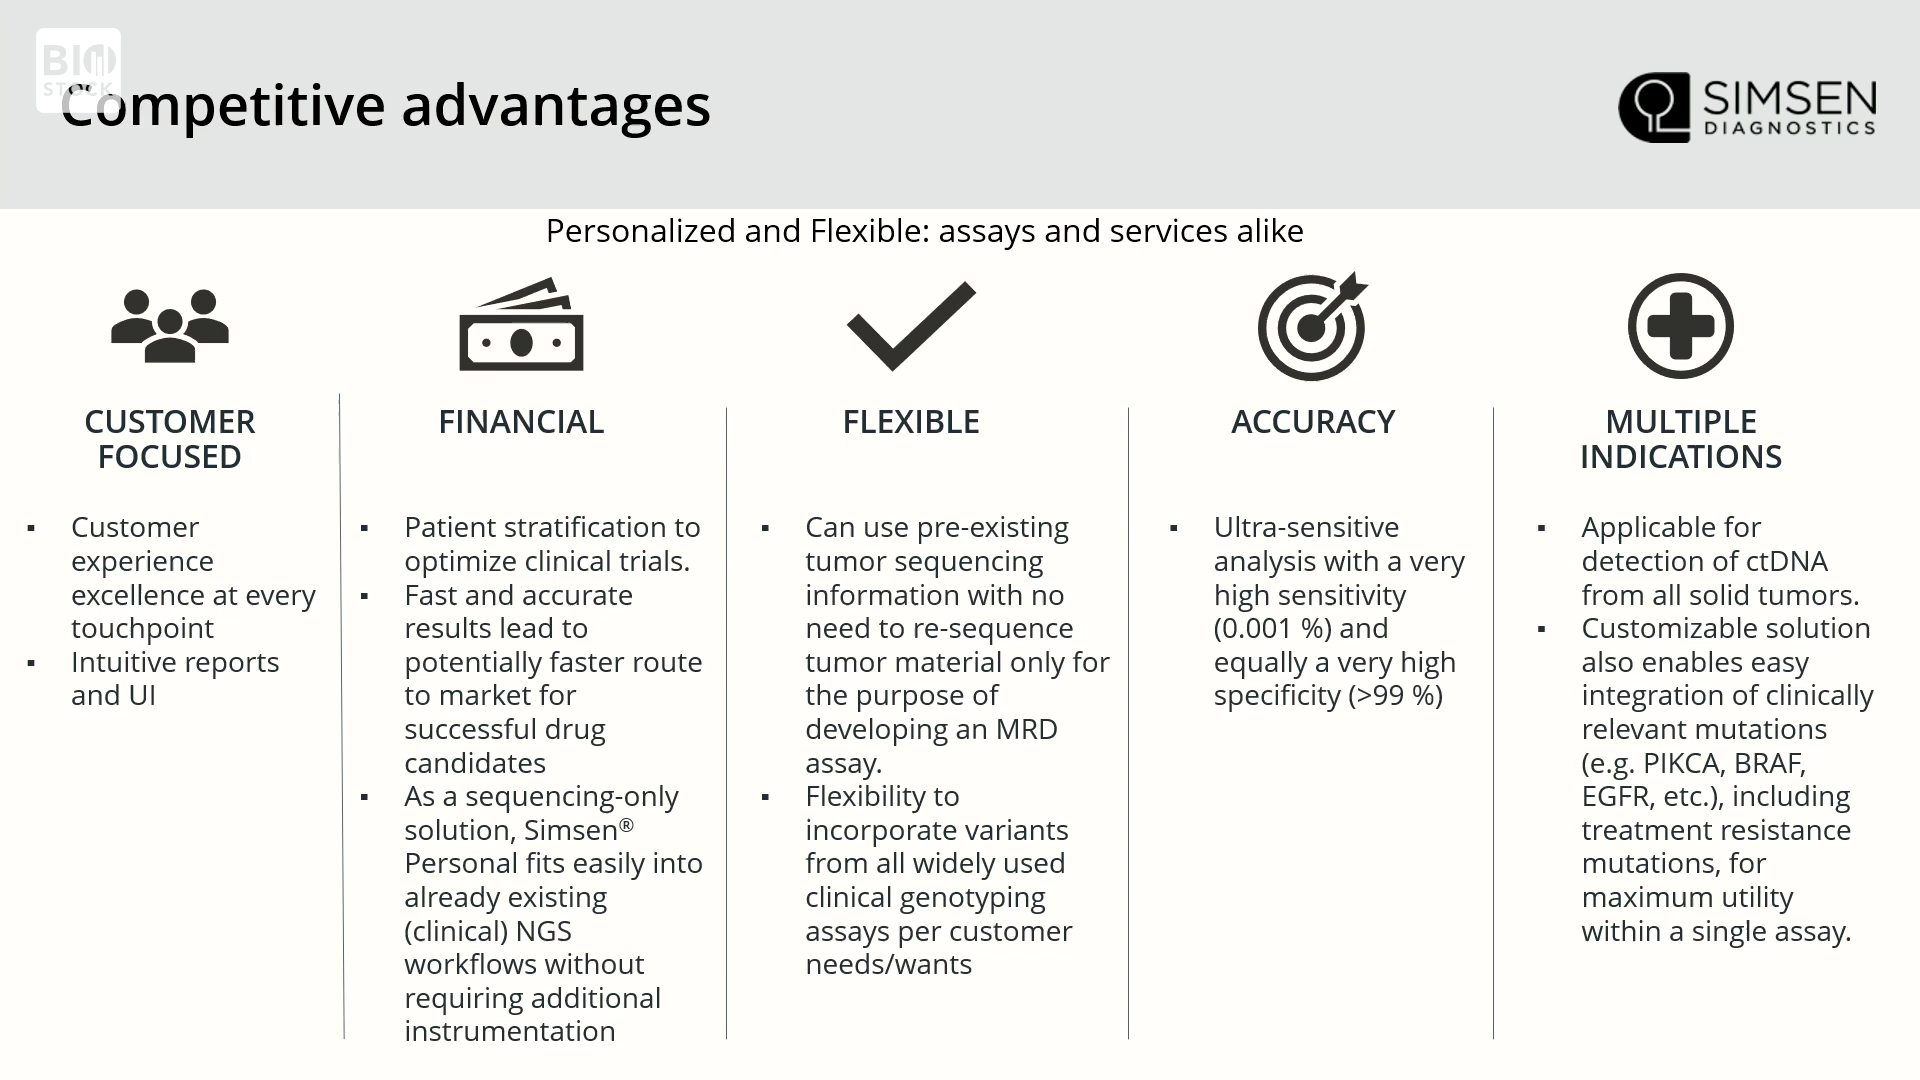 BIO
STOCK
Competitive advantages
SIMSEN
DIAGNOSTICS
Personalized and Flexible: assays and services alike
CUSTOMER
FOCUSED
▪ Customer
experience
excellence at every
touchpoint
▪ Intuitive reports
and UI
FINANCIAL
▪ Patient stratification to
optimize clinical trials.
▪ Fast and accurate
results lead to
potentially faster route
to market for
successful drug
candidates
▪ As a sequencing-only
solution, Simsen®
Personal fits easily into
already existing
(clinical) NGS
workflows without
requiring additional
instrumentation
FLEXIBLE
▪ Can use pre-existing
tumor sequencing
information with no
need to re-sequence
tumor material only for
the purpose of
developing an MRD
assay.
▪ Flexibility to
incorporate variants
from all widely used
clinical genotyping
assays per customer
needs/wants
ACCURACY
▪ Ultra-sensitive
analysis with a very
high sensitivity
(0.001 %) and
equally a very high
specificity (>99 %)
MULTIPLE
INDICATIONS
▪ Applicable for
detection of ctDNA
from all solid tumors.
▪ Customizable solution
also enables easy
integration of clinically
relevant mutations
(e.g. PIKCA, BRAF,
EGFR, etc.), including
treatment resistance
mutations, for
maximum utility
within a single assay.